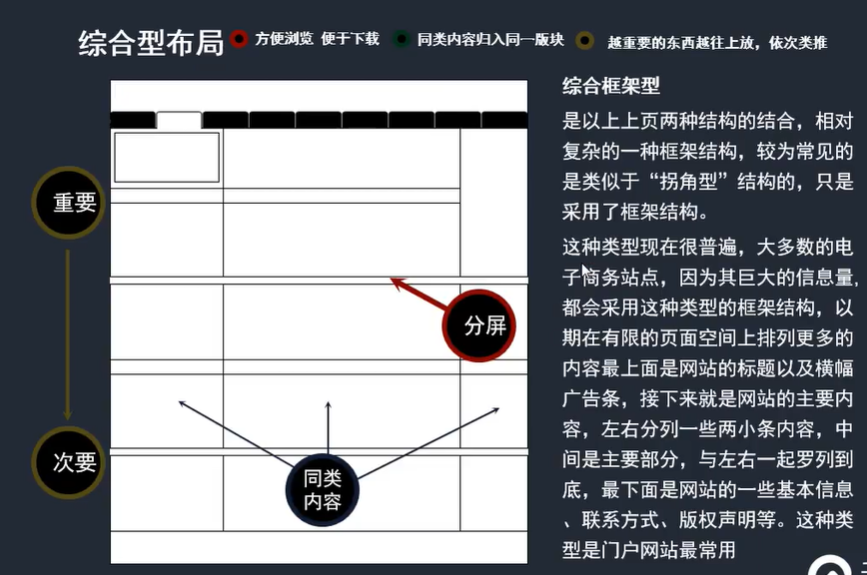 综合型布局
方便浏览 便于下载
同类内容归入同一版块
越重要的东西越往上放，依次类推
综合框架型
是以上上页两种结构的结合，相对
复杂的一种框架结构，较为常见的
是类似于“拐角型”结构的，只是
采用了框架结构。
这种类型现在很普遍，大多数的电
子商务站点，因为其巨大的信息量，
都会采用这种类型的框架结构，以
期在有限的页面空间上排列更多的
内容最上面是网站的标题以及横幅
广告条，接下来就是网站的主要内
容，左右分列一些两小条内容，中
间是主要部分，与左右一起罗列到
底，最下面是网站的一些基本信息
、联系方式、版权声明等。这种类
型是门户网站最常用
重要
分屏
次要
同类
内容